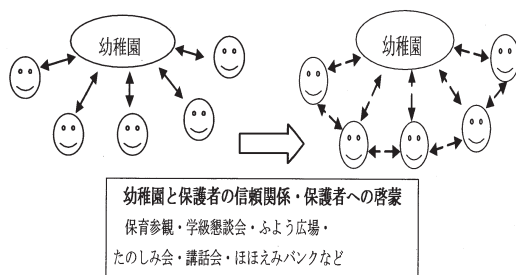 幼稚園
幼稚園
幼稚園と保護者の信頼関係・保護者への啓蒙
保育参観・学級懇談会・ふよう広場・
たのしみ会・講話会・ほほえみバンクなど